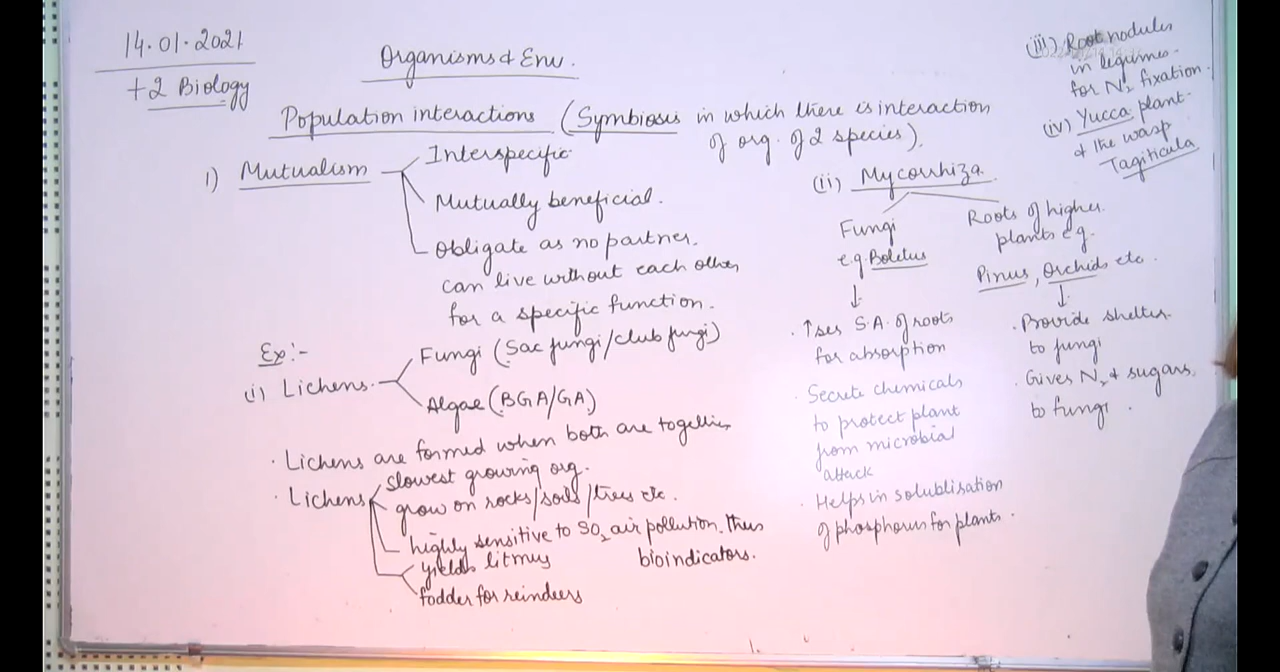 14.01.2021
+2 Biology
Organisms & Env.
Population interactions (Symbiosis in which there is interaction
of org. of 2 species).
1) Mutualism
Interspecific
Mutually beneficial.
Obligate as no partner
can live without each other
for a specific function.
Ex:-
(i) Lichens
Fungi (Sac fungi/club fungi)
Algae (BGA/GA)
. Lichens are formed when both are together
. Lichens
slowest growing org.
grow on rocks/soils/trees etc.
highly sensitive to SO2 air pollution, thus
bioindicators.
yields litmus
fodder for reindeers
(ii) Mycorrhiza
Fungi
e.g. Boletus
↓
. ↑ses S.A. of roots
for absorption
. Secrete chemicals
to protect plant
from microbial
attack
. Helps in solublisation
of phosphorus for plants.
Roots of higher
plants e.g.
Pinus, Orchids etc.
↓
. Provide shelter
to fungi
. Gives N2 & sugars
to fungi.
(iii) Root nodules
in legumes
for N2 fixation.
(iv) Yucca plant
& the wasp
Tagiticula